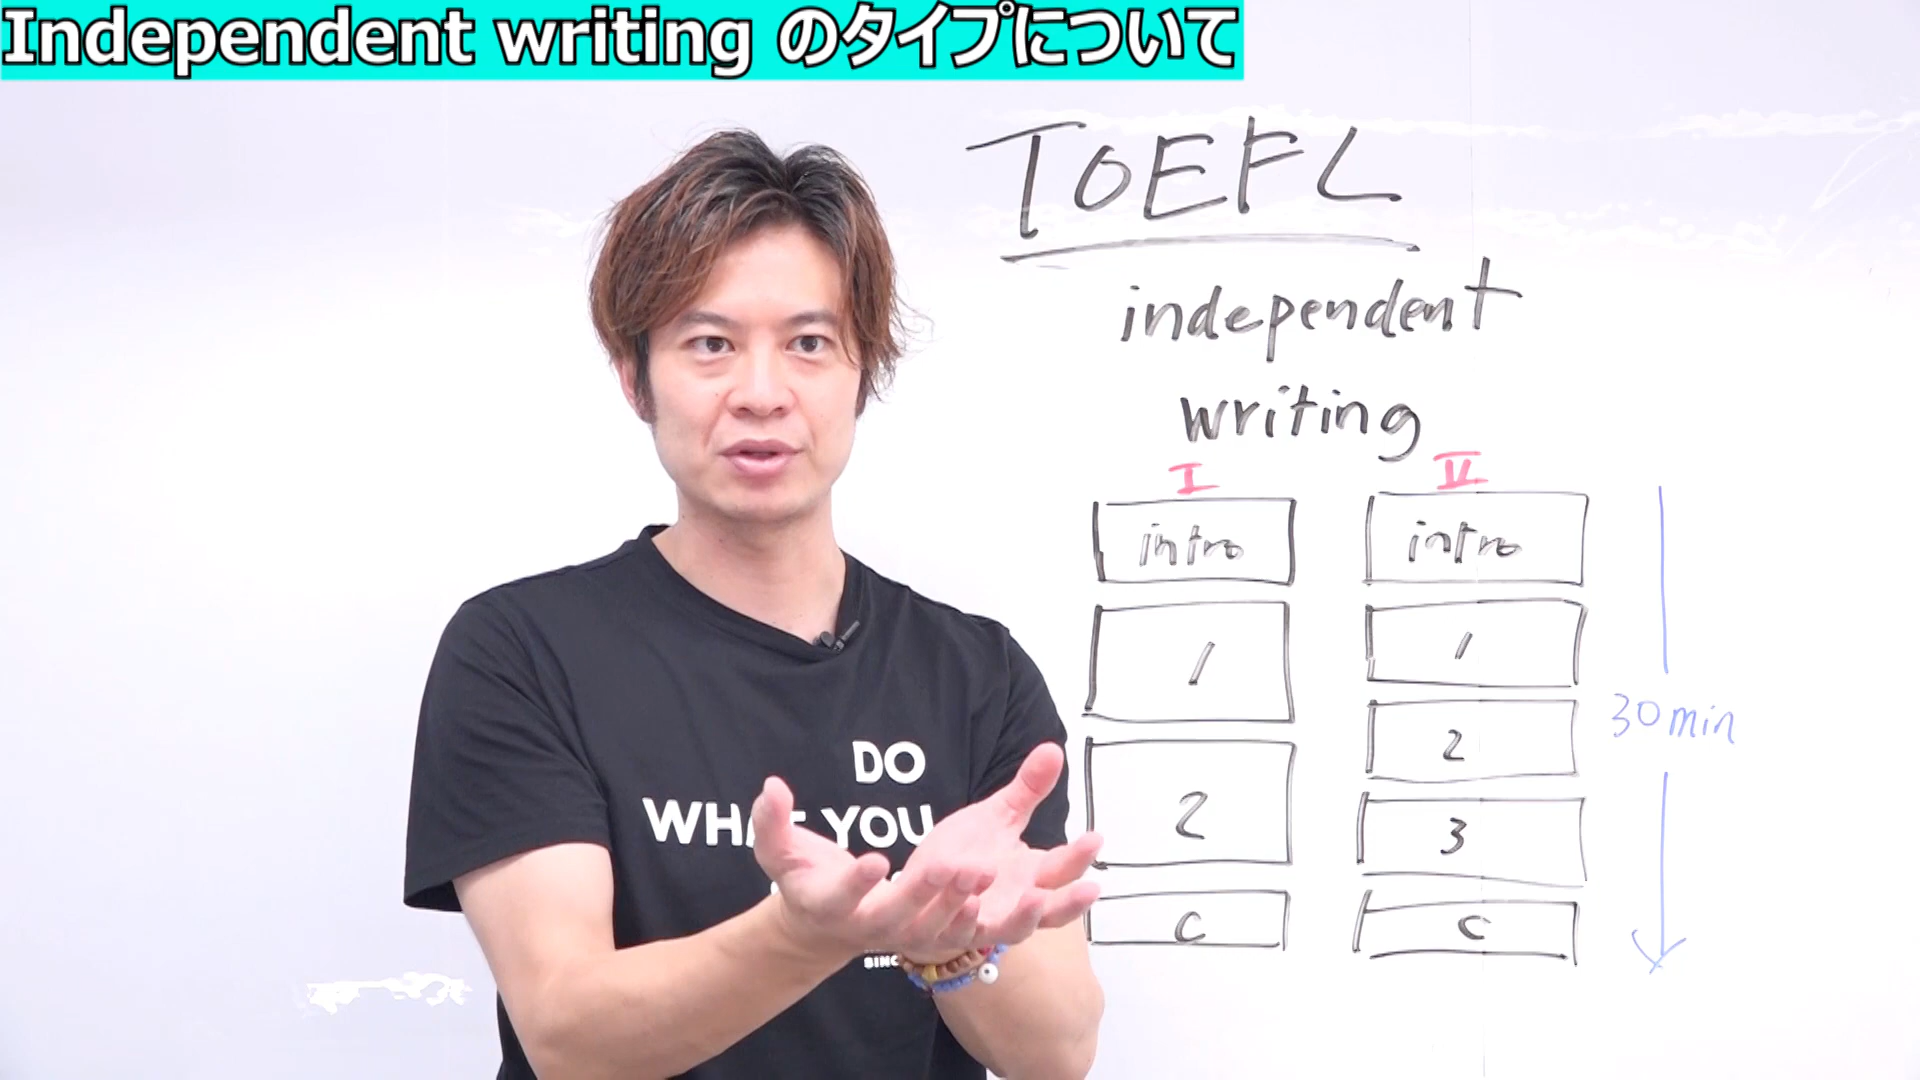 Independent writing のタイプについて
TOEFL
independent
writing
I II
intro intro
1 1
2
2 3
C C
30min
DO
YOU